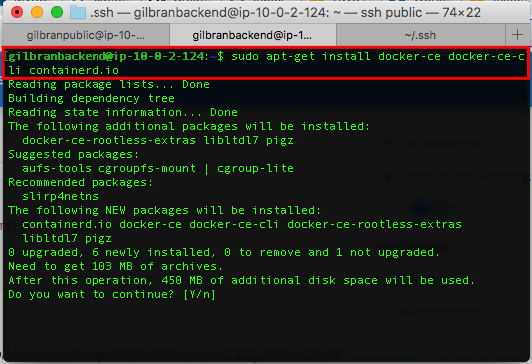 .ssh — gilbranbackend@ip-10-0-2-124: ~ — ssh public — 74×22
gilbranpublic@ip-10-0-...
gilbranbackend@ip-1...
~/.ssh
gilbranbackend@ip-10-0-2-124:~$ sudo apt-get install docker-ce docker-ce-c
li containerd.io
Reading package lists... Done
Building dependency tree
Reading state information... Done
The following additional packages will be installed:
  docker-ce-rootless-extras libltdl7 pigz
Suggested packages:
  aufs-tools cgroupfs-mount | cgroup-lite
Recommended packages:
  slirp4netns
The following NEW packages will be installed:
  containerd.io docker-ce docker-ce-cli docker-ce-rootless-extras
  libltdl7 pigz
0 upgraded, 6 newly installed, 0 to remove and 1 not upgraded.
Need to get 103 MB of archives.
After this operation, 450 MB of additional disk space will be used.
Do you want to continue? [Y/n]